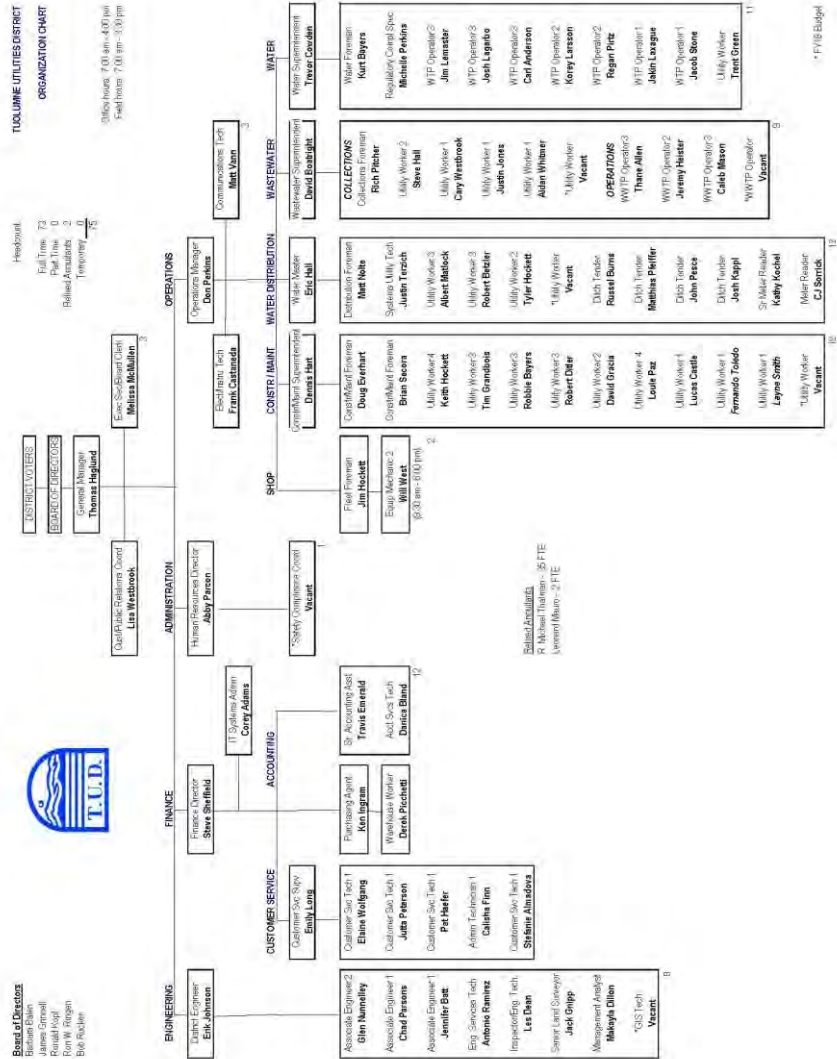 TUOLUMNE UTILITIES DISTRICT
ORGANIZATION CHART
Office hours: 7:00 am - 4:00 pm
Field hours: 7:00 am - 3:30 pm
Headcount:
Full Time 73
Part Time 0
Retired Annuitants 2
Temporary 0
75
Board of Directors
Barbara Balen
James Grinnell
Ronald Kopf
Ron W. Ringen
Bob Rucker
T.U.D.
DISTRICT VOTERS
BOARD OF DIRECTORS
General Manager
Thomas Haglund
Cust/Public Relations Coord
Lisa Westbrook
Exec Svc/Board Clerk
Melissa McMullen
3
ENGINEERING
District Engineer
Erik Johnson
Associate Engineer 2
Glen Nunnelley
Associate Engineer 1
Chad Parsons
Associate Engineer 1
Jennifer Batt
Eng Services Tech
Antonio Ramirez
Inspector/Eng. Tech.
Les Dean
Senior Land Surveyor
Jack Gnipp
Management Analyst
Makayla Dillon
*GIS Tech
Vacant
FINANCE
Finance Director
Steve Sheffield
IT Systems Admin
Corey Adams
CUSTOMER SERVICE
Customer Svc Supv
Emily Long
Customer Svc Tech 1
Elaine Wolfgang
Customer Svc Tech 1
Jutta Peterson
Customer Svc Tech 1
Pat Haefer
Admin Technician 1
Calisha Finn
Customer Svc Tech 1
Stefanie Almadova
Purchasing Agent
Ken Ingram
Warehouse Worker
Derek Picchetti
ACCOUNTING
Sr. Accounting Asst
Travis Emerald
Acct Svcs Tech
Danica Bland
12
ADMINISTRATION
Human Resources Director
Abby Parcon
*Safety Compliance Coord
Vacant
Retired Annuitants
R. Michael Thalman - .35 FTE
Leonard Mauro - .2 FTE
OPERATIONS
Operations Manager
Don Perkins
Elect/Instru Tech
Frank Castaneda
Communications Tech
Matt Vann
3
SHOP
Fleet Foreman
Jim Hockett
Equip Mechanic 2
Will West
(9:30 am - 6:00 pm)
2
CONSTR / MAINT
Constr/Maint Superintendent
Dennis Hart
Constr/Maint Foreman
Doug Everhart
Constr/Maint Foreman
Brian Secora
Utility Worker 4
Keith Hockett
Utility Worker 3
Tim Grandbois
Utility Worker 3
Robbie Bayers
Utility Worker 3
Robert Ditler
Utility Worker 2
David Gracia
Utility Worker 4
Louie Paz
Utility Worker 1
Lucas Castle
Utility Worker 1
Fernando Toledo
Utility Worker 1
Layne Smith
*Utility Worker
Vacant
WATER DISTRIBUTION
Water Master
Eric Hall
Distribution Foreman
Matt Nolte
Systems Utility Tech
Justin Terzich
Utility Worker 3
Albert Matlock
Utility Worker 3
Robert Betzler
Utility Worker 2
Tyler Hockett
*Utility Worker
Vacant
Ditch Tender
Russel Burns
Ditch Tender
Matthias Pfeiffer
Ditch Tender
John Pesce
Ditch Tender
Josh Kappl
Sr Meter Reader
Kathy Kochel
Meter Reader
CJ Sorrick
WASTEWATER
Wastewater Superintendent
David Boatright
COLLECTIONS
Collections Foreman
Rich Pitcher
Utility Worker 2
Steve Hall
Utility Worker 1
Cary Westbrook
Utility Worker 1
Justin Jones
Utility Worker 1
Aidan Whitmer
*Utility Worker
Vacant
OPERATIONS
WWTP Operator 3
Thane Allen
WWTP Operator 2
Jeremy Heister
WWTP Operator 3
Caleb Mason
*WWTP Operator
Vacant
WATER
Water Superintendent
Trevor Cowden
Water Foreman
Kurt Bayers
Regulatory Compl Spec
Michelle Perkins
WTP Operator 3
Jim Lemaster
WTP Operator 3
Josh Lagarbo
WTP Operator 3
Carl Anderson
WTP Operator 2
Korey Larsson
WTP Operator 2
Regan Pirtz
WTP Operator 1
Jakin Laxague
WTP Operator 1
Jacob Stone
Utility Worker
Trent Green
11
* FY18 Budget